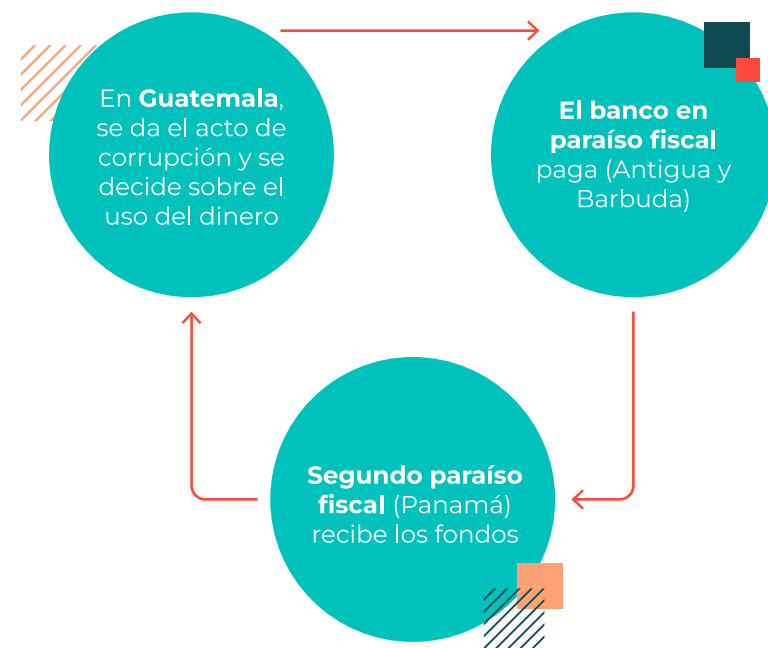 En Guatemala,
se da el acto de
corrupción y se
decide sobre el
uso del dinero
El banco en
paraíso fiscal
paga (Antigua y
Barbuda)
Segundo paraíso
fiscal (Panamá)
recibe los fondos